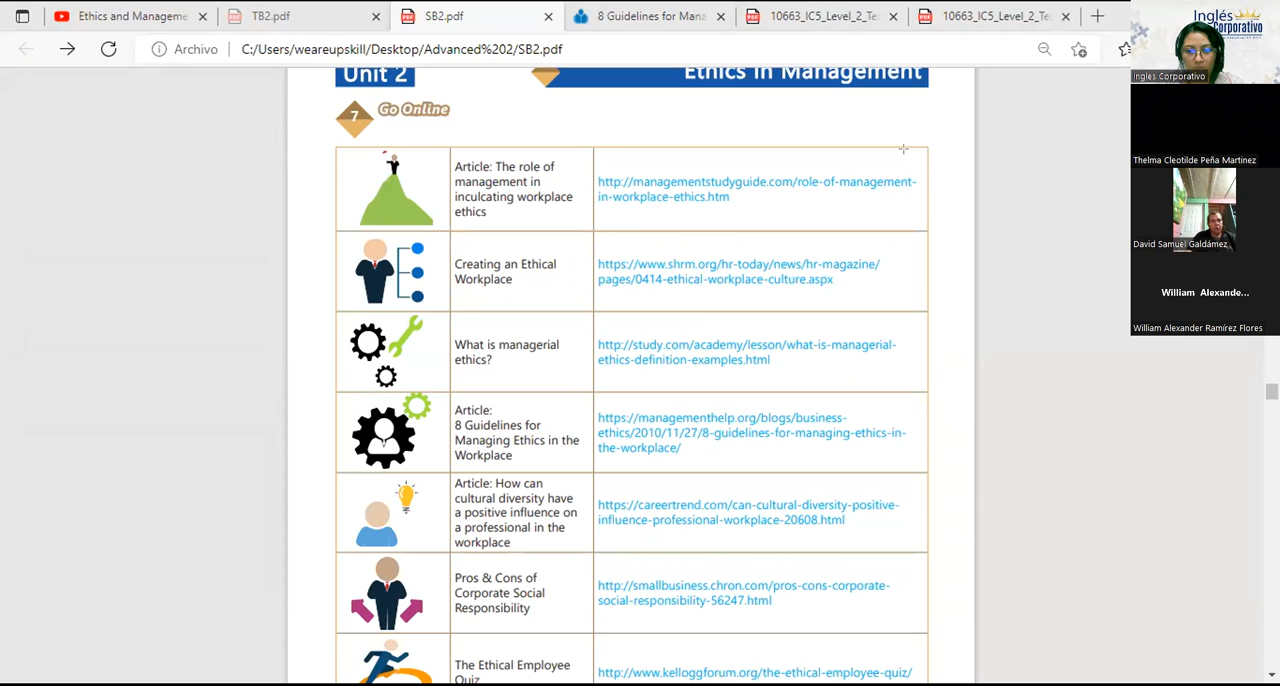 Ethics and Manageme
TB2.pdf
SB2.pdf
8 Guidelines for Mana
10663_IC5_Level_2_Te
10663_IC5_Level_2_Te
Archivo
C:/Users/weareupskill/Desktop/Advanced%202/SB2.pdf
Inglés
Corporativo
Ingles Corporativo
Thelma Cleotilde Peña Martinez
David Samuel Galdámez
William Alexande...
William Alexander Ramírez Flores
Unit 2
Ethics in Management
7
Go Online
Article: The role of
management in
inculcating workplace
ethics
http://managementstudyguide.com/role-of-management-
in-workplace-ethics.htm
Creating an Ethical
Workplace
https://www.shrm.org/hr-today/news/hr-magazine/
pages/0414-ethical-workplace-culture.aspx
What is managerial
ethics?
http://study.com/academy/lesson/what-is-managerial-
ethics-definition-examples.html
Article:
8 Guidelines for
Managing Ethics in the
Workplace
https://managementhelp.org/blogs/business-
ethics/2010/11/27/8-guidelines-for-managing-ethics-in-
the-workplace/
Article: How can
cultural diversity have
a positive influence on
a professional in the
workplace
https://careertrend.com/can-cultural-diversity-positive-
influence-professional-workplace-20608.html
Pros & Cons of
Corporate Social
Responsibility
http://smallbusiness.chron.com/pros-cons-corporate-
social-responsibility-56247.html
The Ethical Employee
Quiz
http://www.kelloggforum.org/the-ethical-employee-quiz/